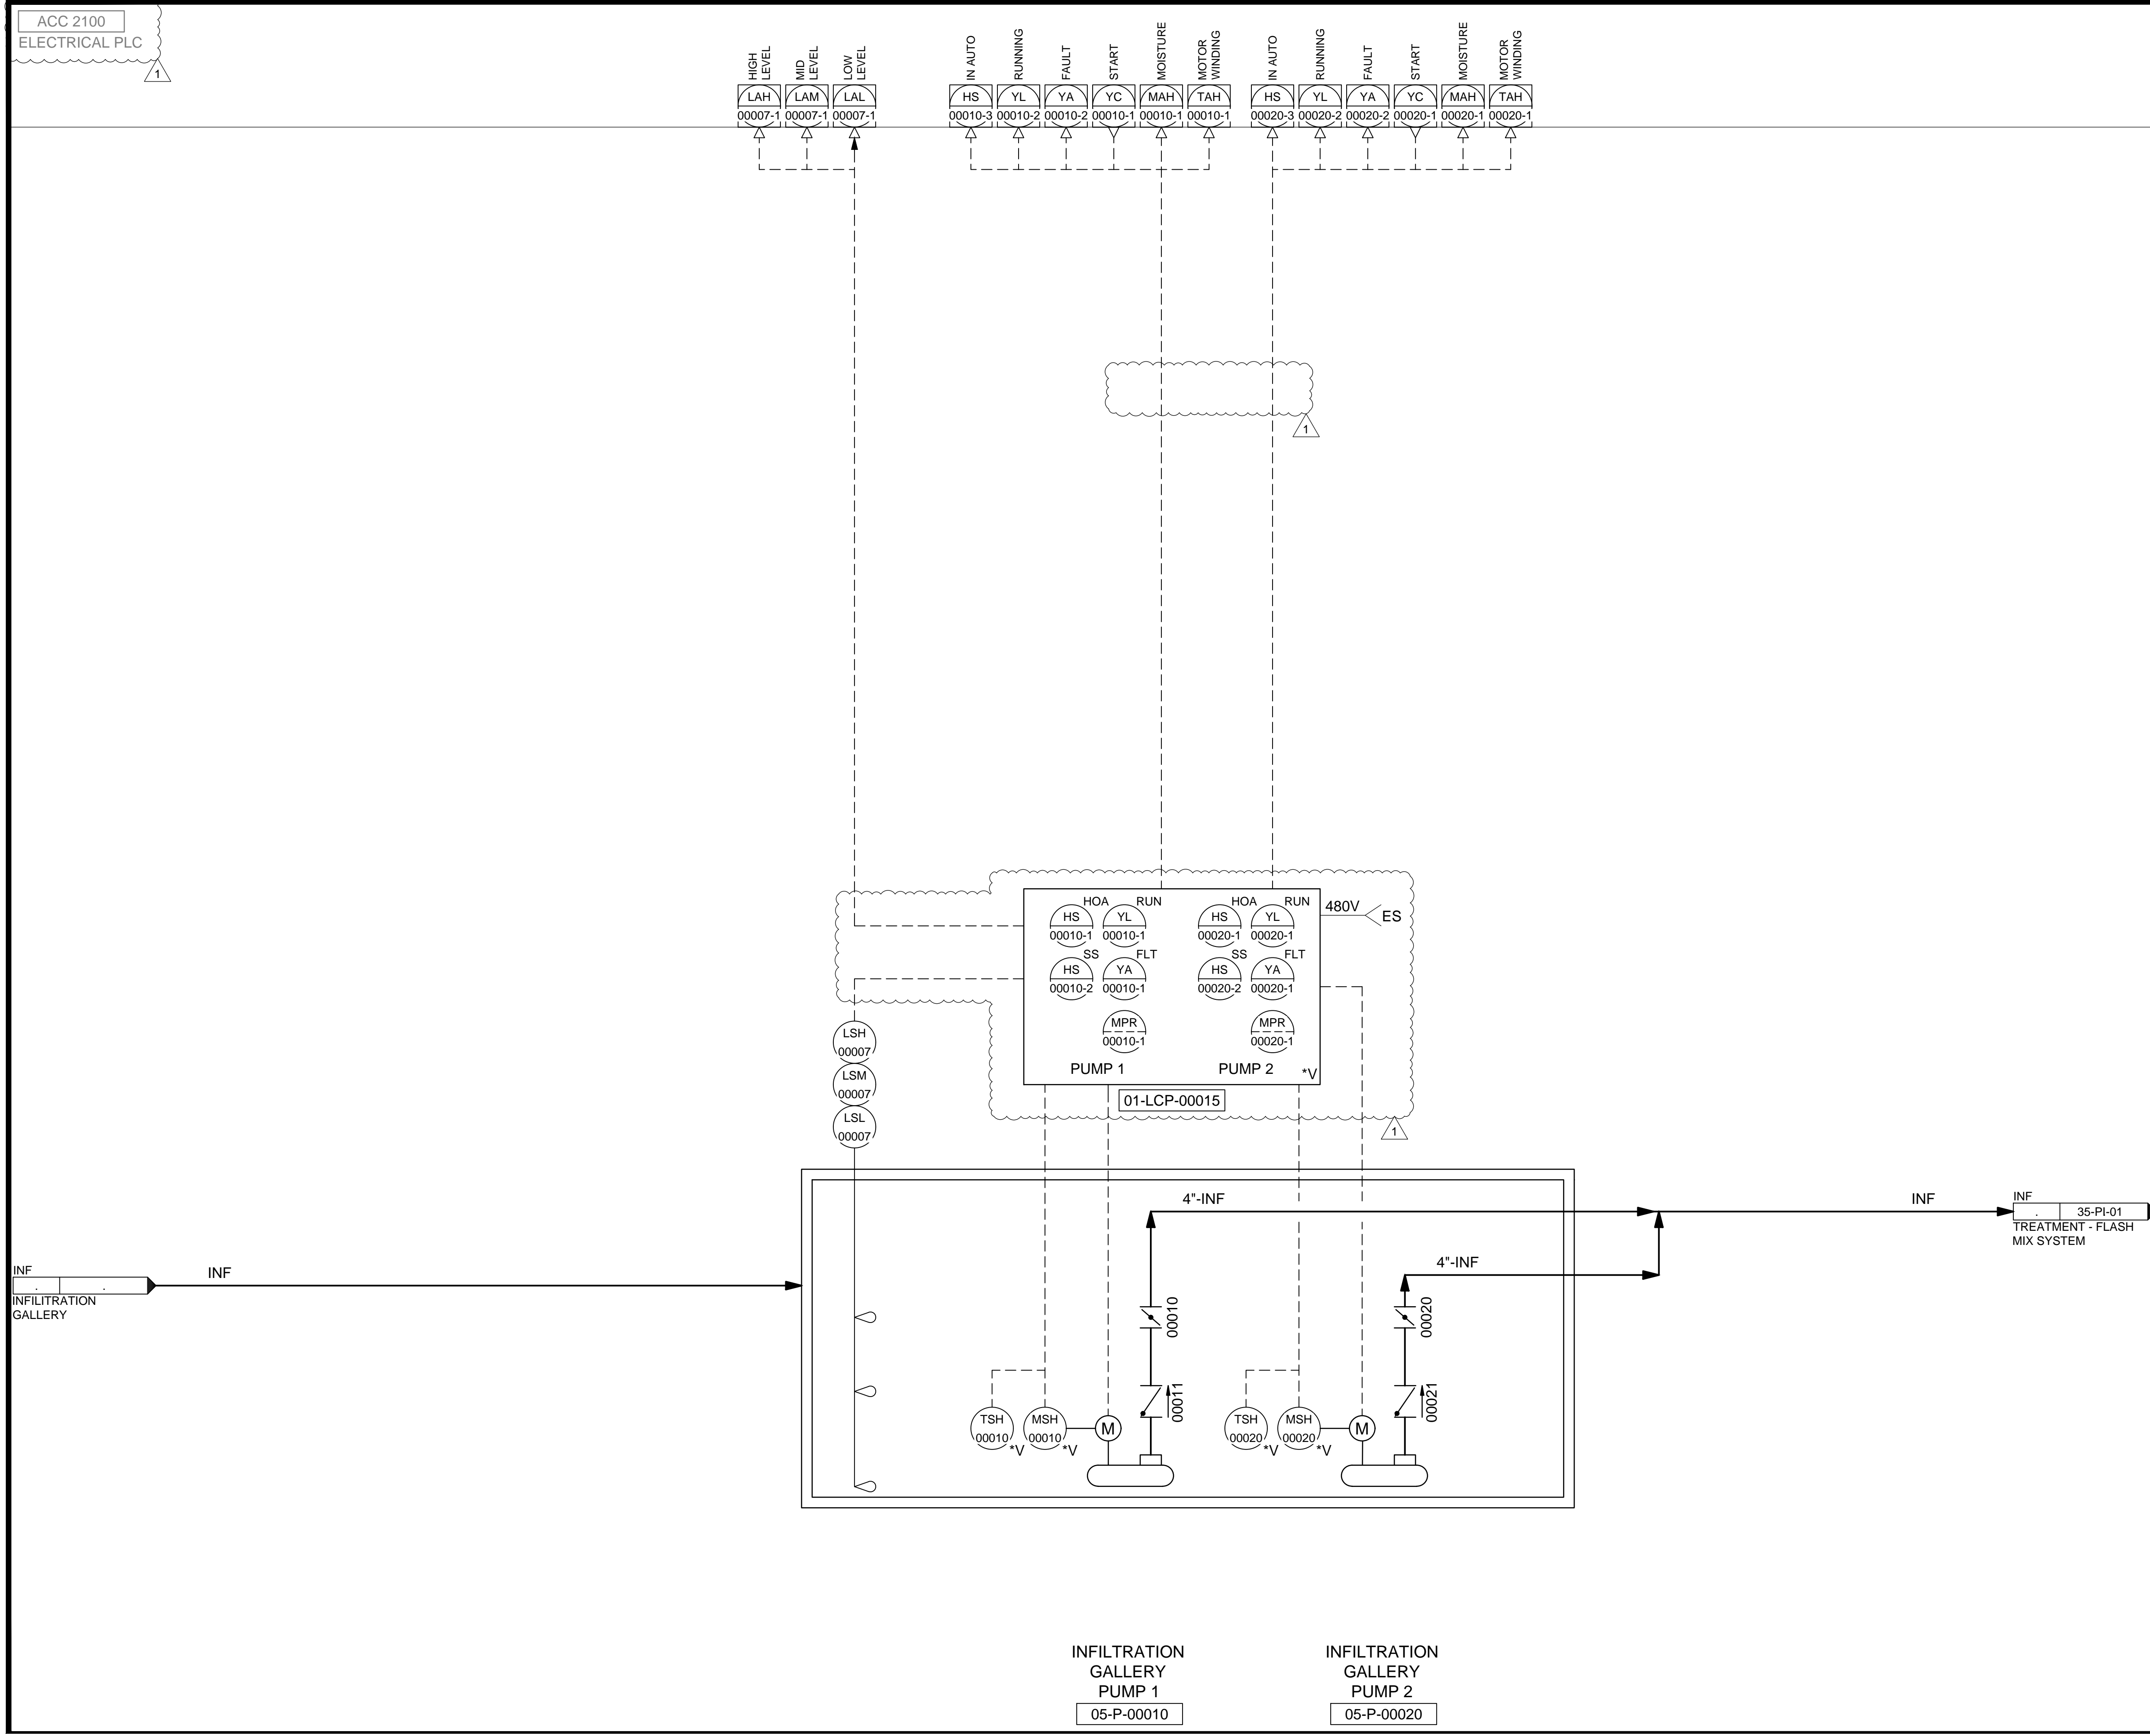 ACC 2100
ELECTRICAL PLC
1
HIGH
LEVEL
MID
LEVEL
LOW
LEVEL
IN AUTO
RUNNING
FAULT
START
MOISTURE
MOTOR
WINDING
IN AUTO
RUNNING
FAULT
START
MOISTURE
MOTOR
WINDING
LAH LAM LAL HS YL YA YC MAH TAH HS YL YA YC MAH TAH
00007-1 00007-1 00007-1 00010-3 00010-2 00010-2 00010-1 00010-1 00010-1 00020-3 00020-2 00020-2 00020-1 00020-1 00020-1
1
HOA RUN HOA RUN
HS YL HS YL
00010-1 00010-1 00020-1 00020-1
480V ES
SS FLT SS FLT
HS YA HS YA
00010-2 00010-1 00020-2 00020-1
MPR MPR
00010-1 00020-1
PUMP 1 PUMP 2 *V
01-LCP-00015
1
LSH
00007
LSM
00007
LSL
00007
4"-INF
INF
INF
. 35-PI-01
TREATMENT - FLASH
MIX SYSTEM
4"-INF
INF
. .
INFILITRATION
GALLERY
INF
00010
00020
00011
00021
TSH MSH M TSH MSH M
00010 00010 00020 00020
*V *V *V *V
INFILTRATION
GALLERY
PUMP 1
05-P-00010
INFILTRATION
GALLERY
PUMP 2
05-P-00020